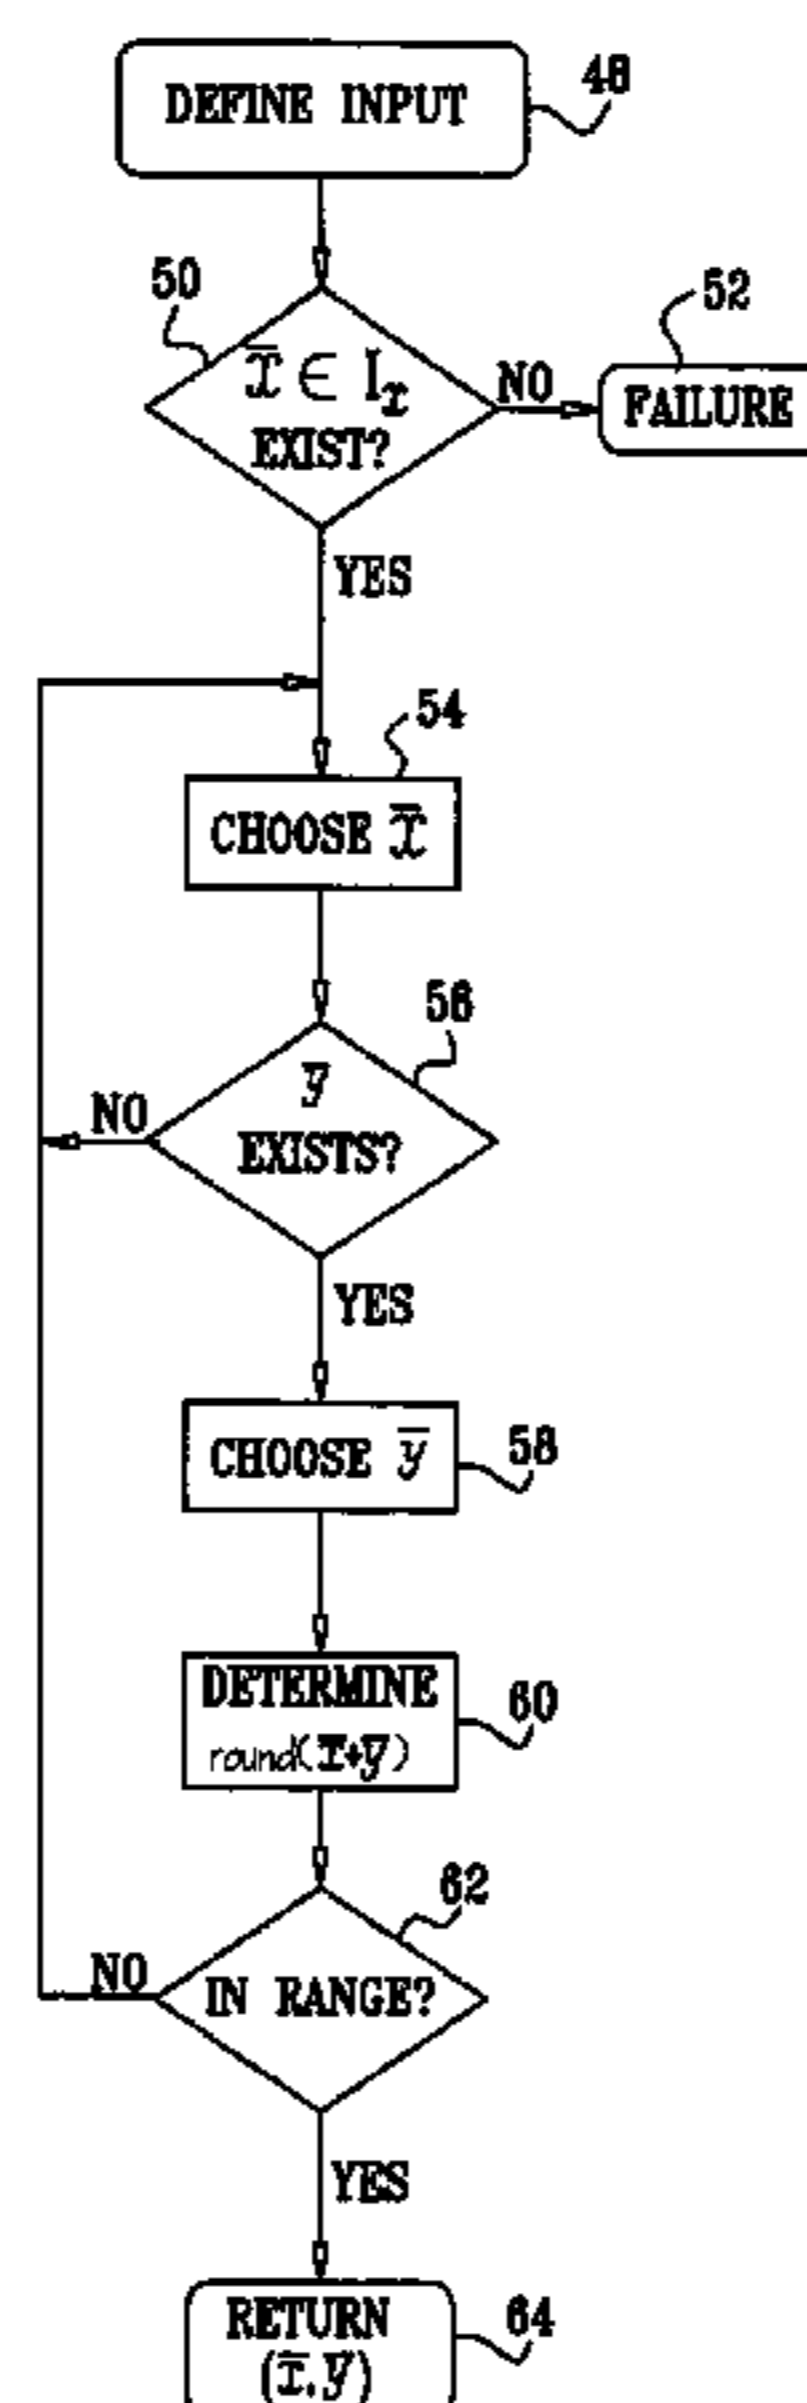 DEFINE INPUT
48
50
x̅ ∈ Iₓ
EXIST?
NO
52
FAILURE
YES
54
CHOOSE x̅
56
y̅
EXISTS?
NO
YES
CHOOSE y̅
58
DETERMINE
round(x̅+y̅)
60
62
IN RANGE?
NO
YES
RETURN
(x̅,y̅)
64